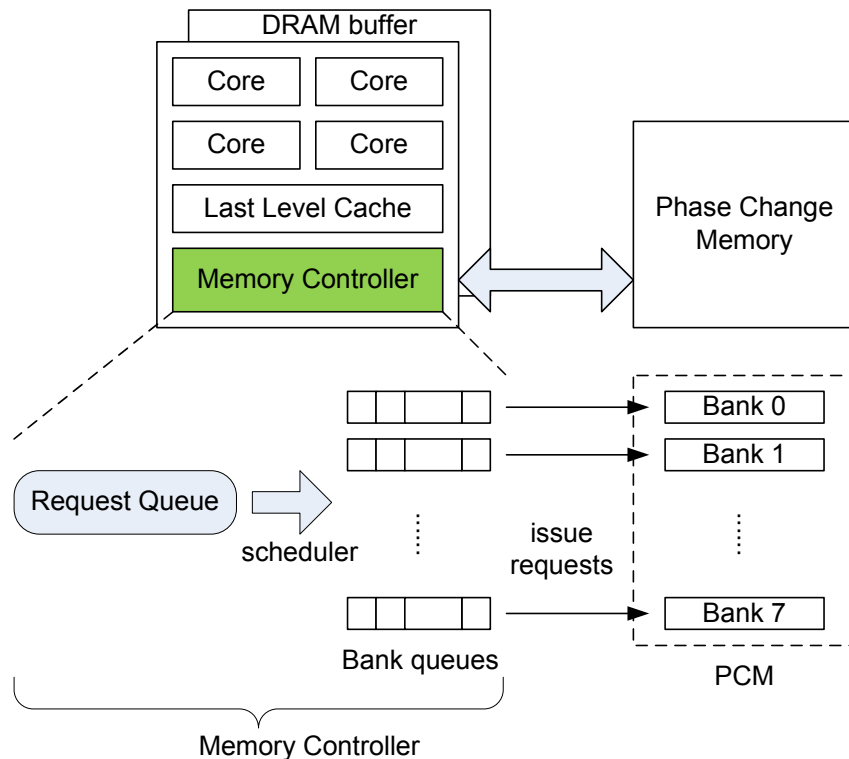 DRAM buffer
Core Core
Core Core
Last Level Cache
Memory Controller
Phase Change
Memory
Bank 0
Bank 1
Request Queue
scheduler
issue
requests
Bank 7
Bank queues
PCM
Memory Controller